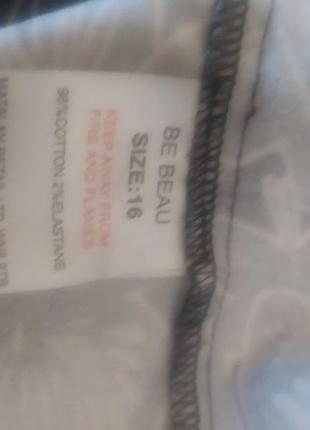 BE BEAU
SIZE:16
KEEP AWAY FROM
FIRE AND FLAMES
98%COTTON 2%ELASTANE